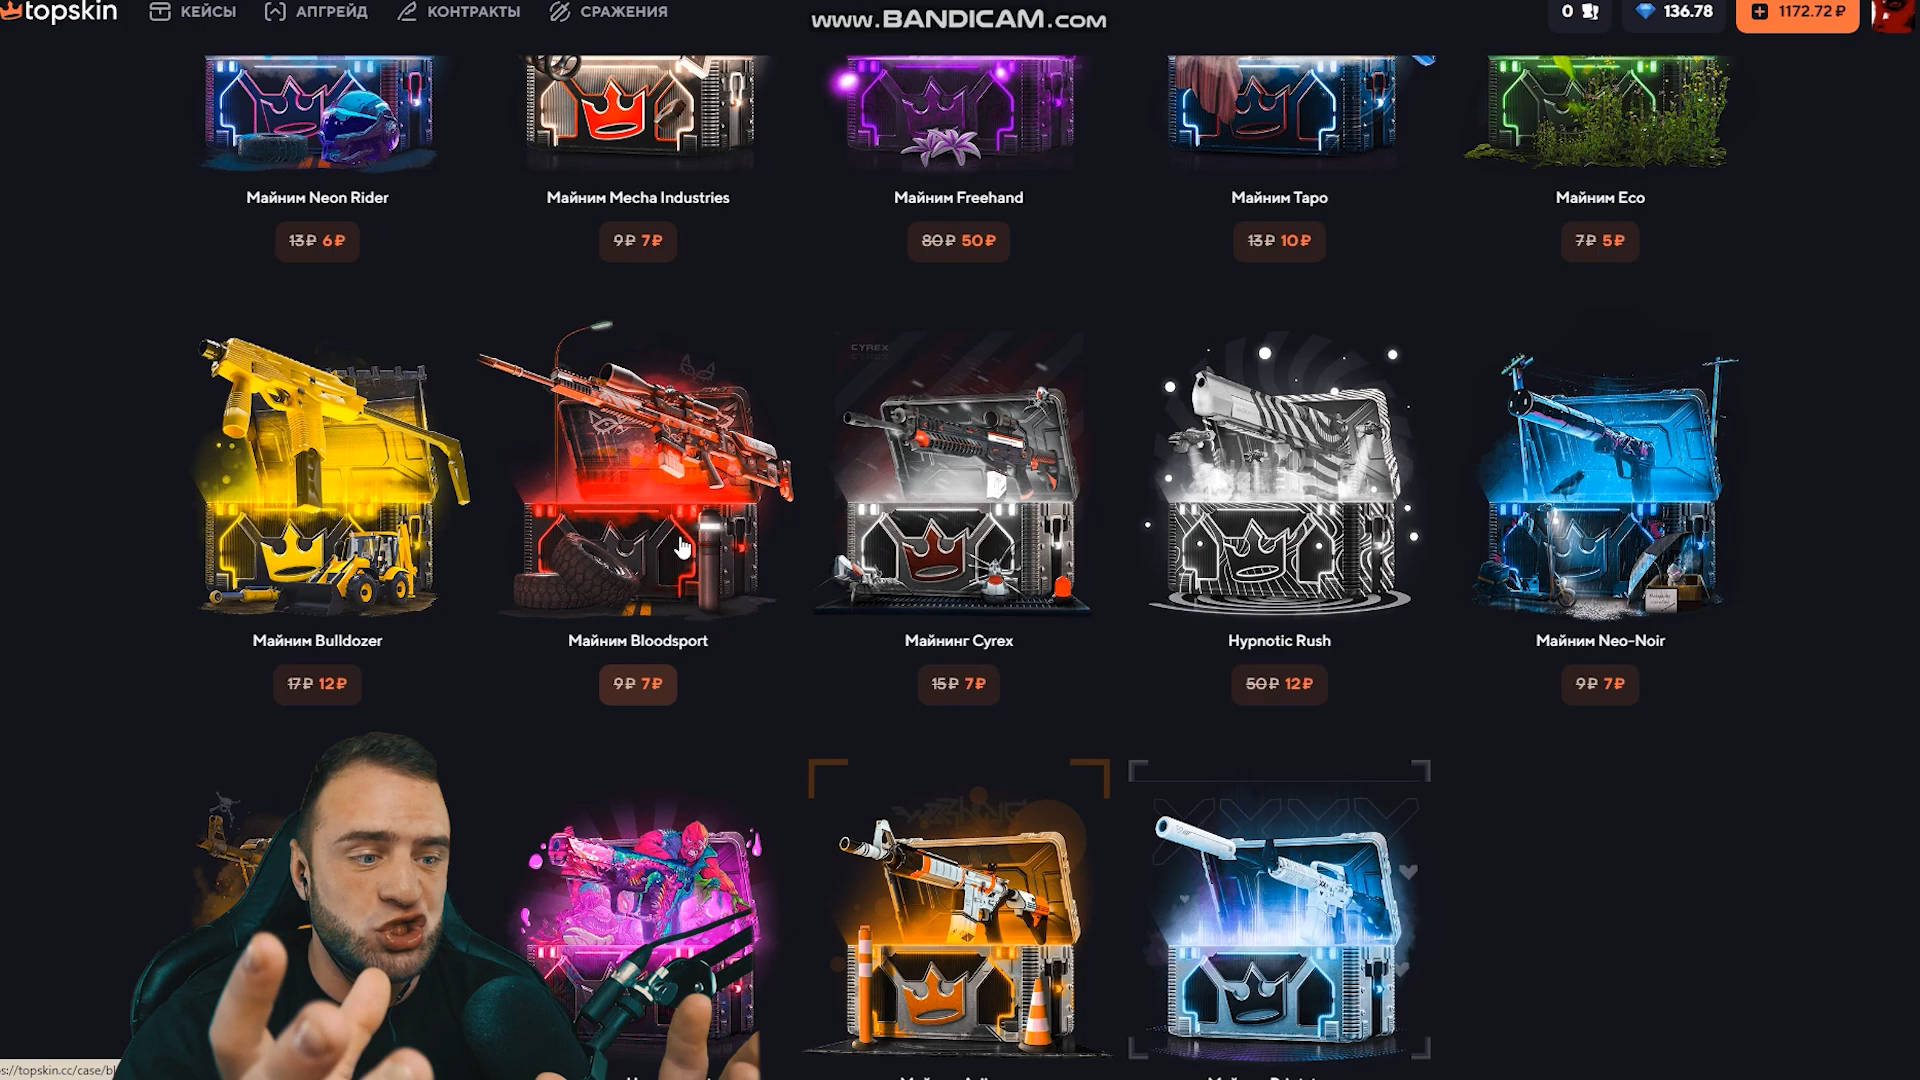 topskin
КЕЙСЫ
АПГРЕЙД
КОНТРАКТЫ
СРАЖЕНИЯ
www.BANDICAM.com
0
136.78
1172.72 ₽
Майним Neon Rider
Майним Mecha Industries
Майним Freehand
Майним Таро
Майним Eco
13₽ 6₽
9₽ 7₽
80₽ 50₽
13₽ 10₽
7₽ 5₽
CYREX
Майним Bulldozer
Майним Bloodsport
Майнинг Cyrex
Hypnotic Rush
Майним Neo-Noir
17₽ 12₽
9₽ 7₽
15₽ 7₽
50₽ 12₽
9₽ 7₽
s://topskin.cc/case/bl